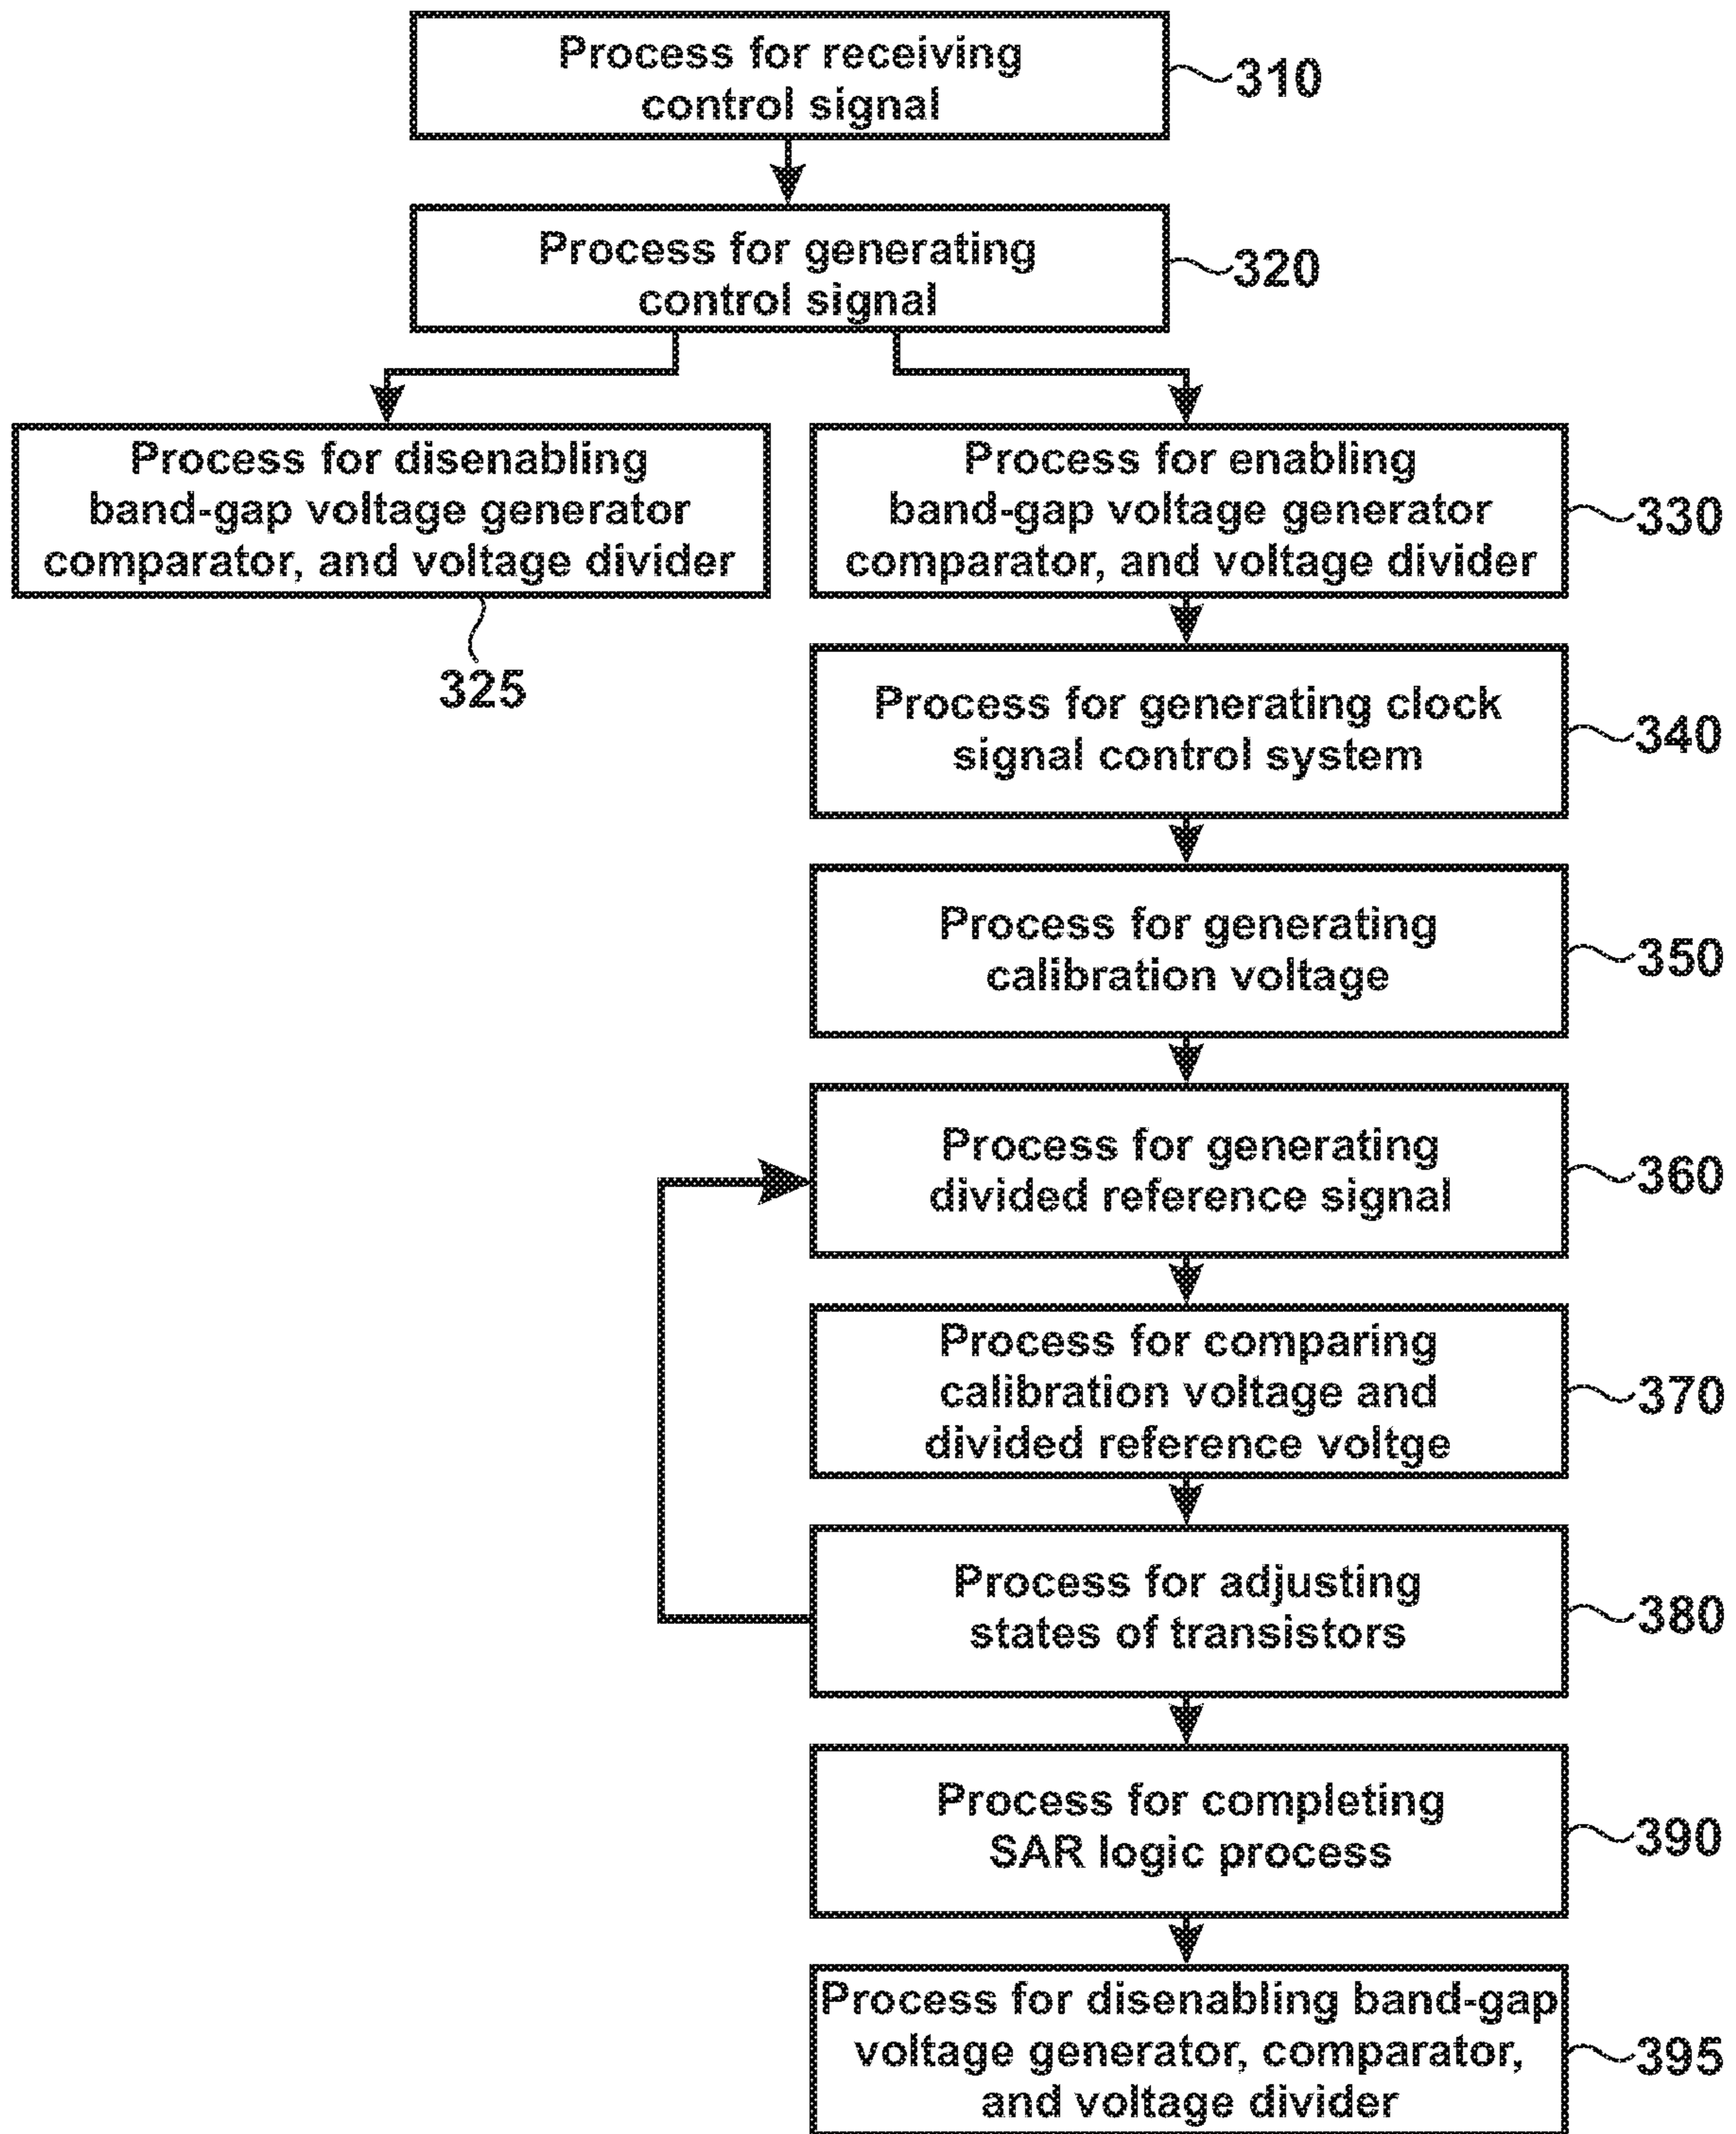 Process for receiving
control signal
310
Process for generating
control signal
320
Process for disenabling
band-gap voltage generator
comparator, and voltage divider
325
Process for enabling
band-gap voltage generator
comparator, and voltage divider
330
Process for generating clock
signal control system
340
Process for generating
calibration voltage
350
Process for generating
divided reference signal
360
Process for comparing
calibration voltage and
divided reference voltge
370
Process for adjusting
states of transistors
380
Process for completing
SAR logic process
390
Process for disenabling band-gap
voltage generator, comparator,
and voltage divider
395